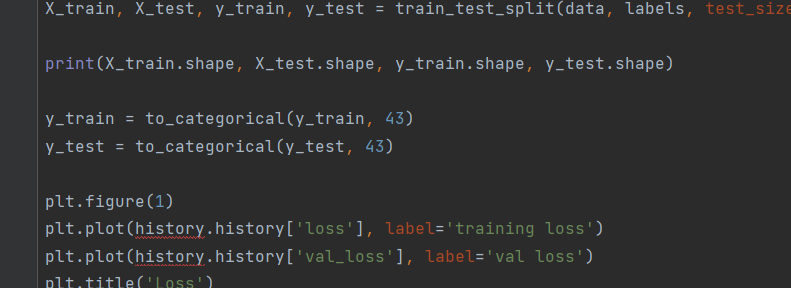 X_train, X_test, y_train, y_test = train_test_split(data, labels, test_size
print(X_train.shape, X_test.shape, y_train.shape, y_test.shape)
y_train = to_categorical(y_train, 43)
y_test = to_categorical(y_test, 43)
plt.figure(1)
plt.plot(history.history['loss'], label='training loss')
plt.plot(history.history['val_loss'], label='val loss')
plt.title('Loss')